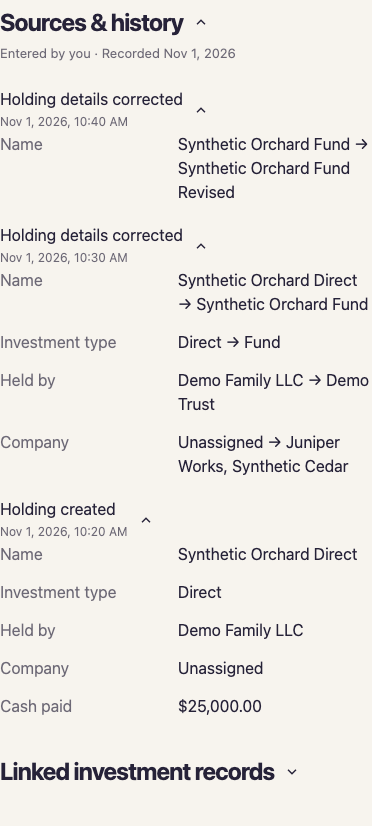 Sources & history
Entered by you · Recorded Nov 1, 2026
Holding details corrected
Nov 1, 2026, 10:40 AM
Name
Synthetic Orchard Fund →
Synthetic Orchard Fund
Revised
Holding details corrected
Nov 1, 2026, 10:30 AM
Name
Synthetic Orchard Direct
→ Synthetic Orchard Fund
Investment type
Direct → Fund
Held by
Demo Family LLC → Demo
Trust
Company
Unassigned → Juniper
Works, Synthetic Cedar
Holding created
Nov 1, 2026, 10:20 AM
Name
Synthetic Orchard Direct
Investment type
Direct
Held by
Demo Family LLC
Company
Unassigned
Cash paid
$25,000.00
Linked investment records